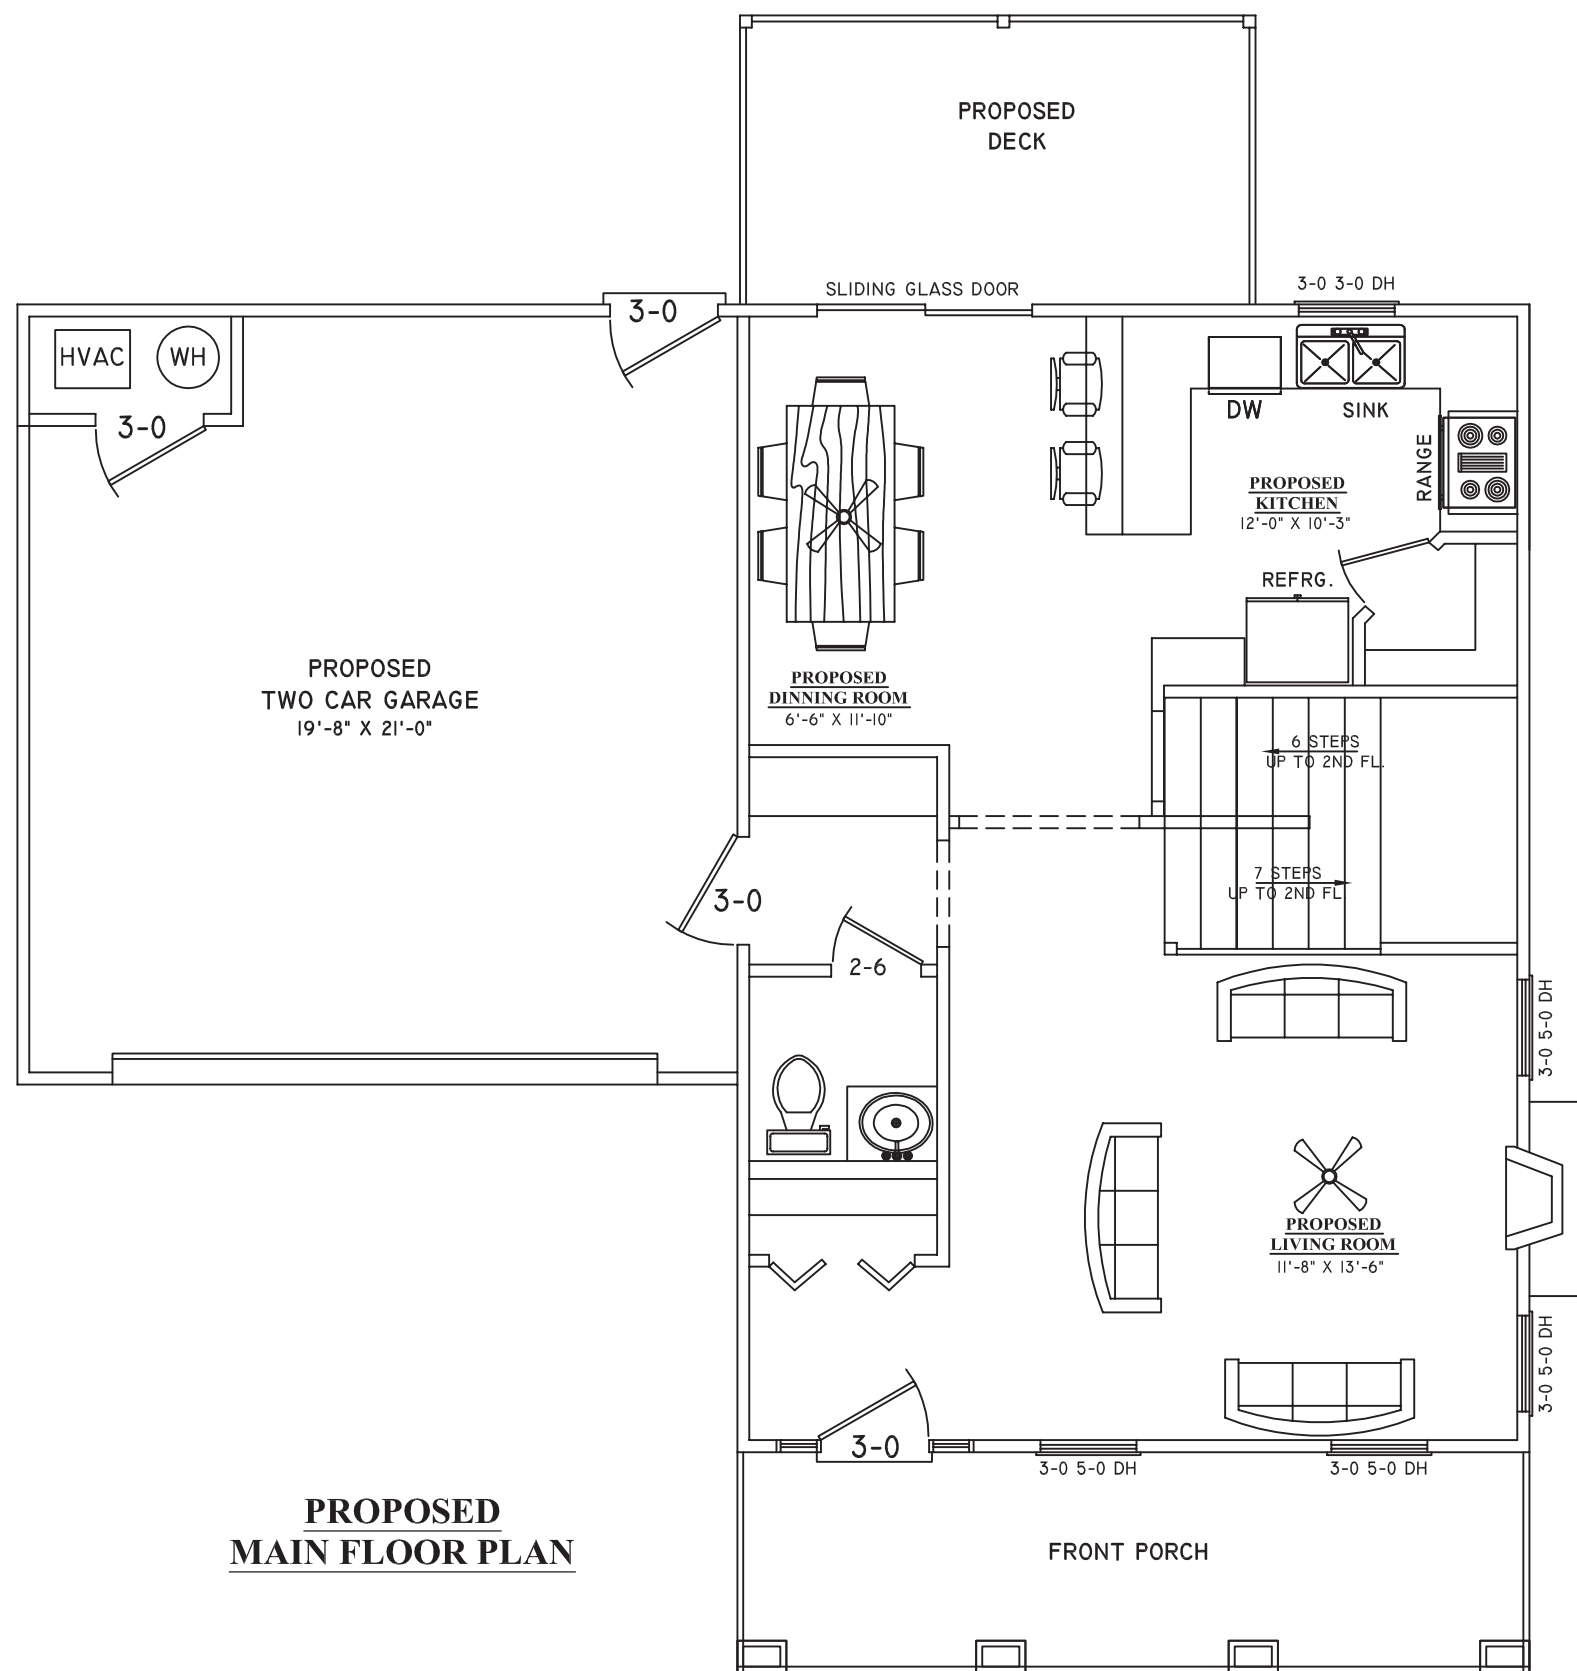 PROPOSED
DECK
SLIDING GLASS DOOR
3-0 3-0 DH
3-0
HVAC
WH
3-0
DW
SINK
RANGE
PROPOSED
KITCHEN
12'-0" X 10'-3"
REFRG.
PROPOSED
TWO CAR GARAGE
19'-8" X 21'-0"
PROPOSED
DINNING ROOM
6'-6" X 11'-10"
6 STEPS
UP TO 2ND FL.
7 STEPS
UP TO 2ND FL.
3-0
2-6
3-0 5-0 DH
PROPOSED
LIVING ROOM
11'-8" X 13'-6"
3-0 5-0 DH
3-0
3-0 5-0 DH
3-0 5-0 DH
PROPOSED
MAIN FLOOR PLAN
FRONT PORCH